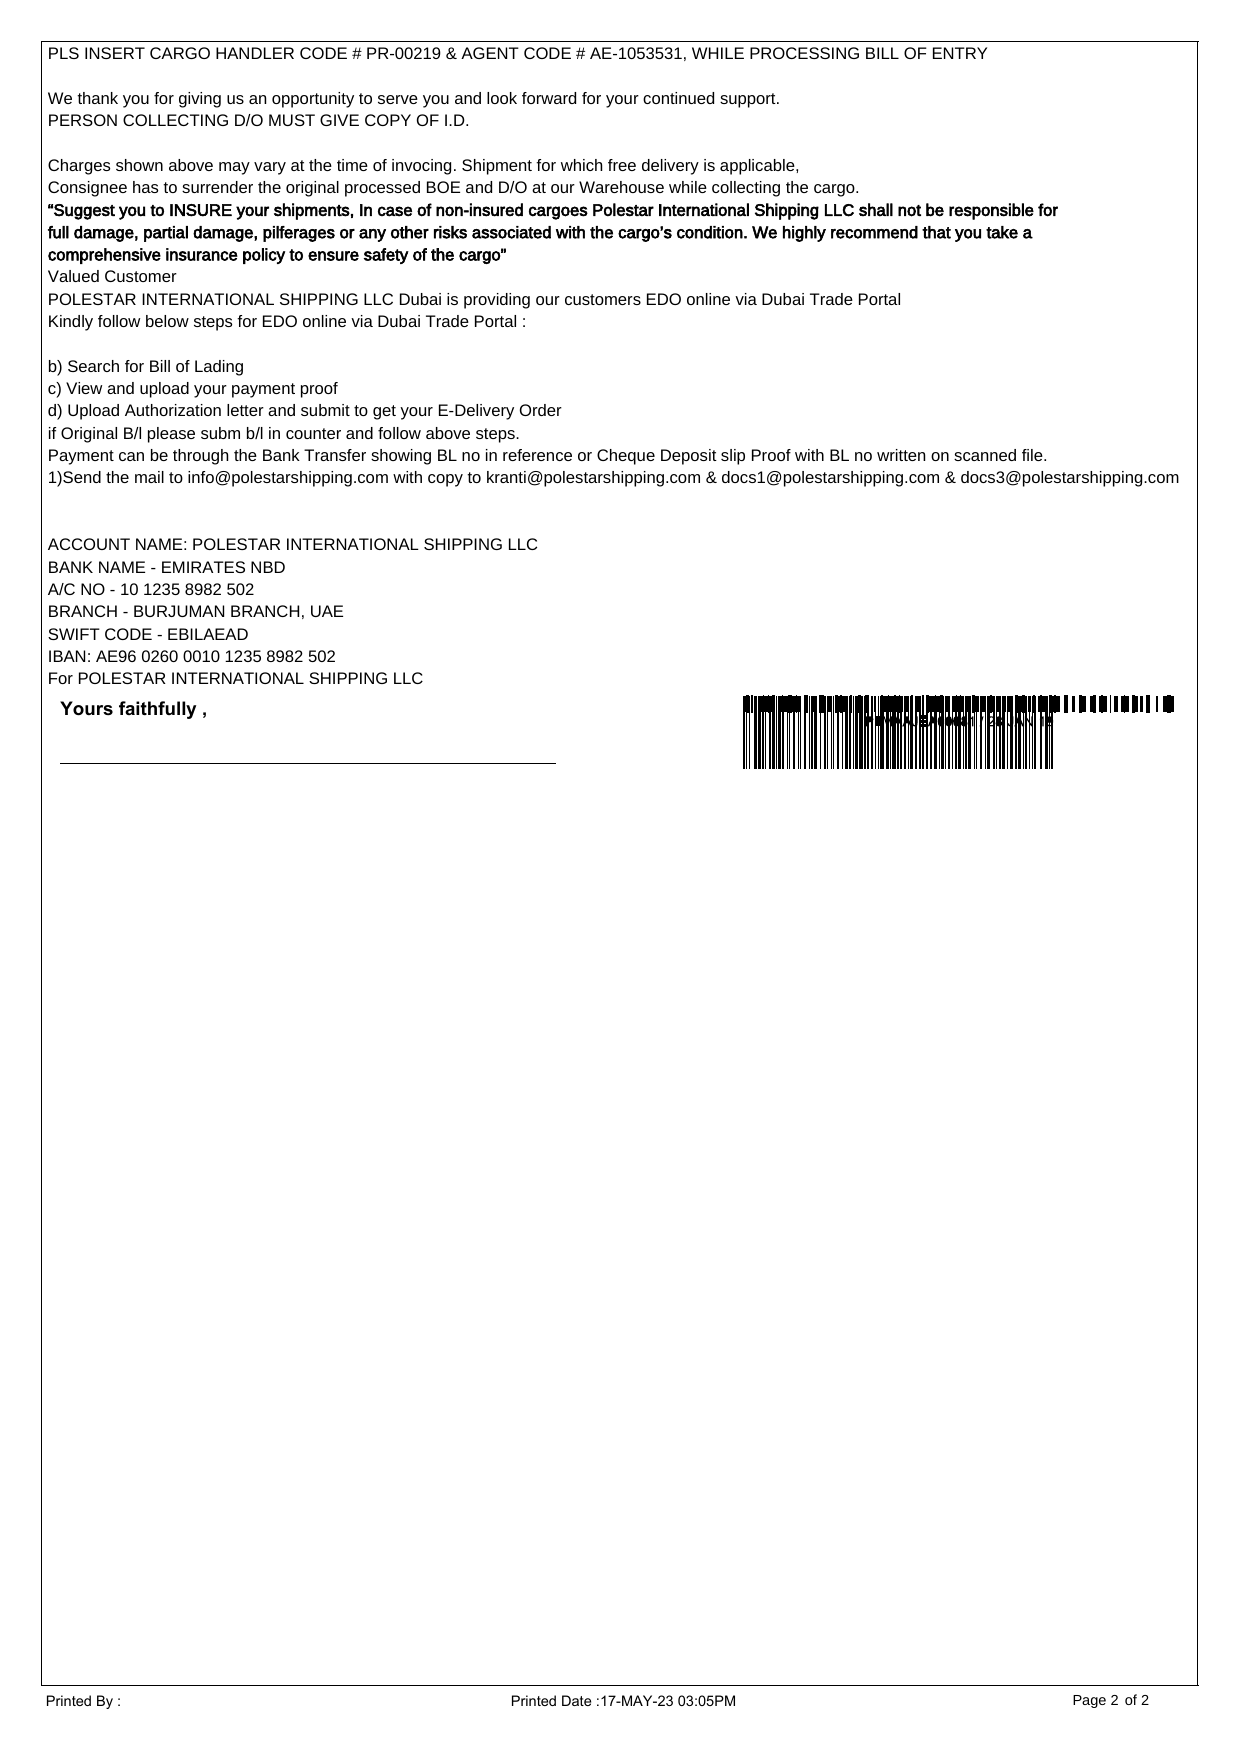 PLS INSERT CARGO HANDLER CODE # PR-00219 & AGENT CODE # AE-1053531, WHILE PROCESSING BILL OF ENTRY
We thank you for giving us an opportunity to serve you and look forward for your continued support.
PERSON COLLECTING D/O MUST GIVE COPY OF I.D.
Charges shown above may vary at the time of invocing. Shipment for which free delivery is applicable,
Consignee has to surrender the original processed BOE and D/O at our Warehouse while collecting the cargo.
“Suggest you to INSURE your shipments, In case of non-insured cargoes Polestar International Shipping LLC shall not be responsible for
full damage, partial damage, pilferages or any other risks associated with the cargo’s condition. We highly recommend that you take a
comprehensive insurance policy to ensure safety of the cargo”
Valued Customer
POLESTAR INTERNATIONAL SHIPPING LLC Dubai is providing our customers EDO online via Dubai Trade Portal
Kindly follow below steps for EDO online via Dubai Trade Portal :
b) Search for Bill of Lading
c) View and upload your payment proof
d) Upload Authorization letter and submit to get your E-Delivery Order
if Original B/l please subm b/l in counter and follow above steps.
Payment can be through the Bank Transfer showing BL no in reference or Cheque Deposit slip Proof with BL no written on scanned file.
1)Send the mail to info@polestarshipping.com with copy to kranti@polestarshipping.com & docs1@polestarshipping.com & docs3@polestarshipping.com
ACCOUNT NAME: POLESTAR INTERNATIONAL SHIPPING LLC
BANK NAME - EMIRATES NBD
A/C NO - 10 1235 8982 502
BRANCH - BURJUMAN BRANCH, UAE
SWIFT CODE - EBILAEAD
IBAN: AE96 0260 0010 1235 8982 502
For POLESTAR INTERNATIONAL SHIPPING LLC
Yours faithfully ,
Printed By :
Printed Date :17-MAY-23 03:05PM
Page 2 of 2